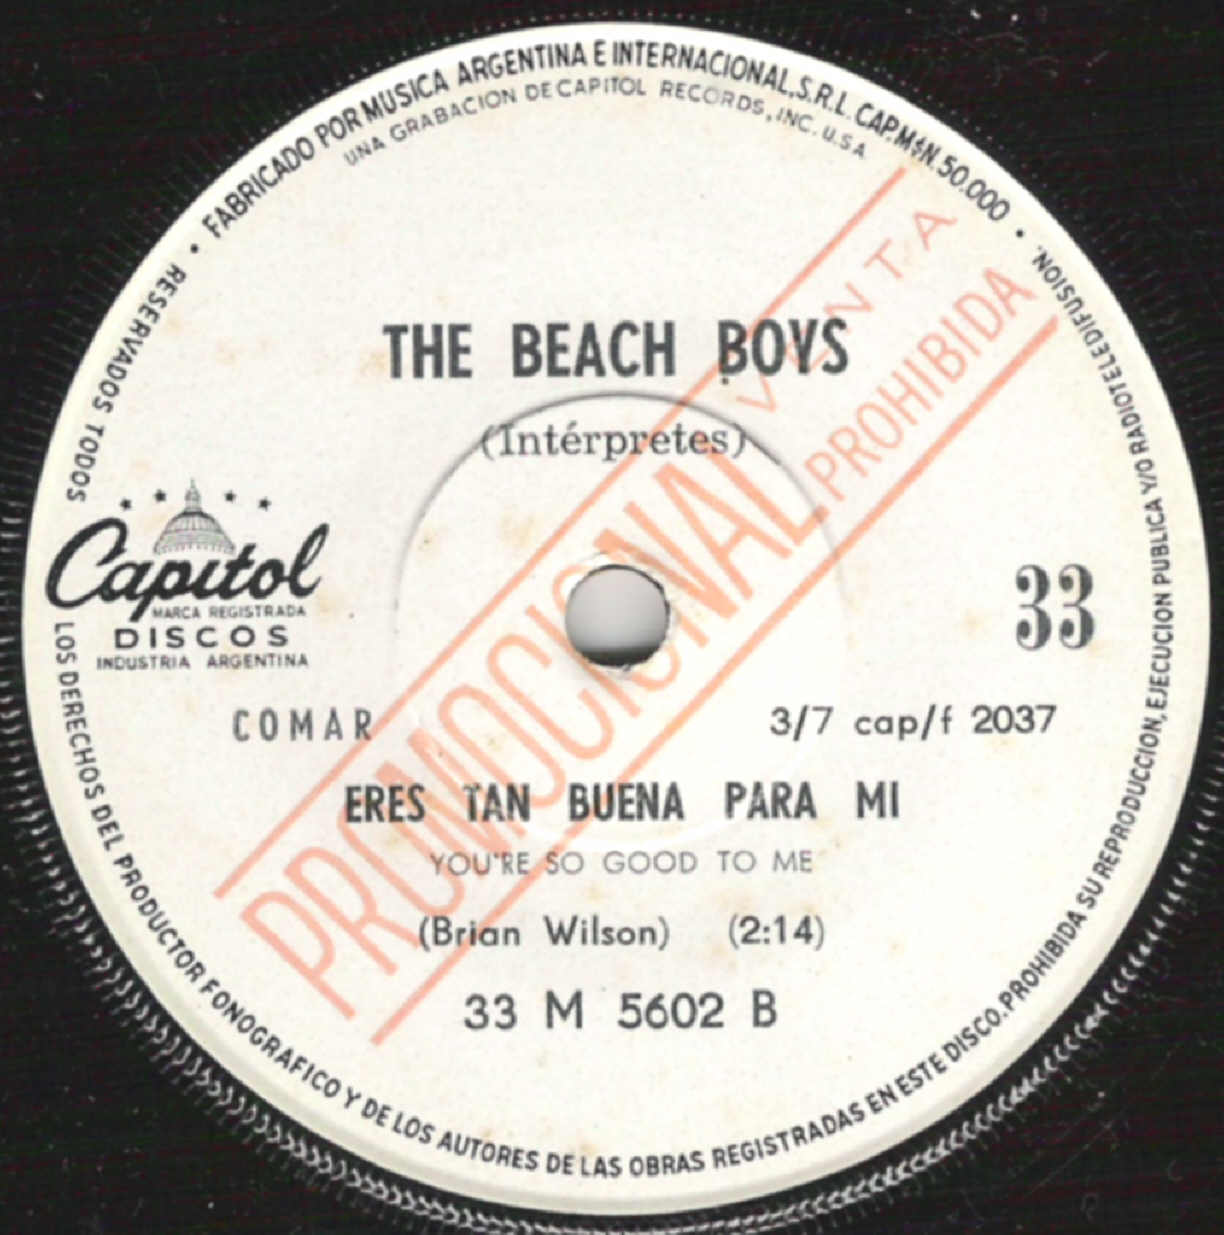 • FABRICADO POR MUSICA ARGENTINA E INTERNACIONAL, S.R.L. CAP. M$N. 50.000 •
UNA GRABACION DE CAPITOL RECORDS, INC. U.S.A
THE BEACH BOYS
(Intérpretes)
VENTA
PROHIBIDA
PROMOCIONAL
Capitol
MARCA REGISTRADA
DISCOS
INDUSTRIA ARGENTINA
33
COMAR
3/7 cap/f 2037
ERES TAN BUENA PARA MI
YOU'RE SO GOOD TO ME
(Brian Wilson) (2:14)
33 M 5602 B
RESERVADOS TODOS LOS DERECHOS DEL PRODUCTOR FONOGRAFICO Y DE LOS AUTORES DE LAS OBRAS REGISTRADAS EN ESTE DISCO. PROHIBIDA SU REPRODUCCION, EJECUCION PUBLICA Y/O RADIOTELEDIFUSION.